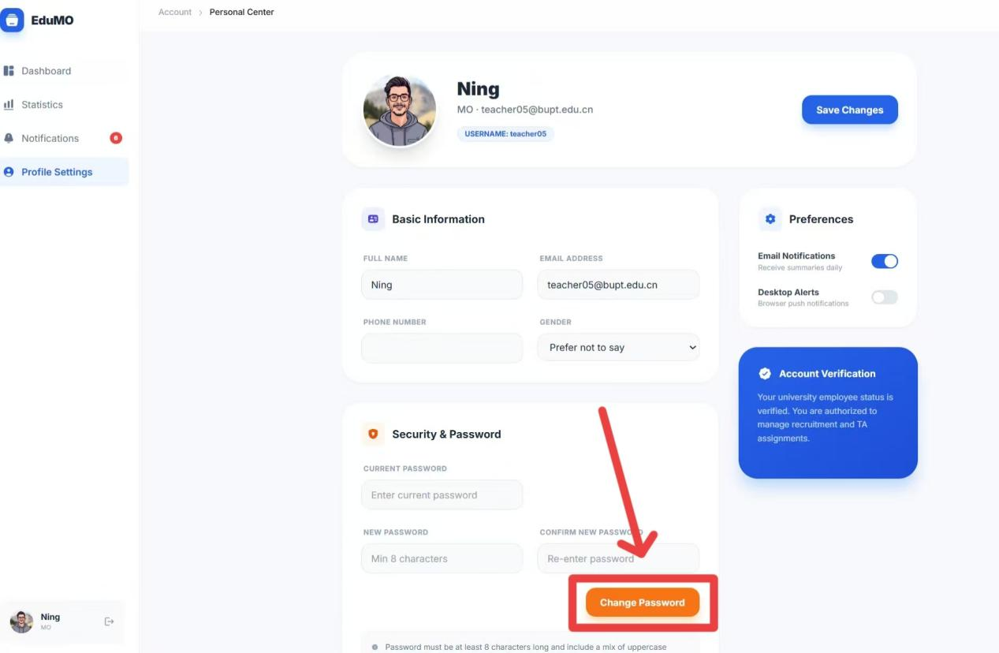 EduMO
Account > Personal Center
Dashboard
Statistics
Notifications 6
Profile Settings
Ning
MO · teacher05@bupt.edu.cn
USERNAME: teacher05
Save Changes
Basic Information
FULL NAME
EMAIL ADDRESS
Ning
teacher05@bupt.edu.cn
PHONE NUMBER
GENDER
Prefer not to say
Preferences
Email Notifications
Receive summaries daily
Desktop Alerts
Browser push notifications
Account Verification
Your university employee status is
verified. You are authorized to
manage recruitment and TA
assignments.
Security & Password
CURRENT PASSWORD
Enter current password
NEW PASSWORD
CONFIRM NEW PASSWORD
Min 8 characters
Re-enter password
Change Password
Password must be at least 8 characters long and include a mix of uppercase
Ning
MO